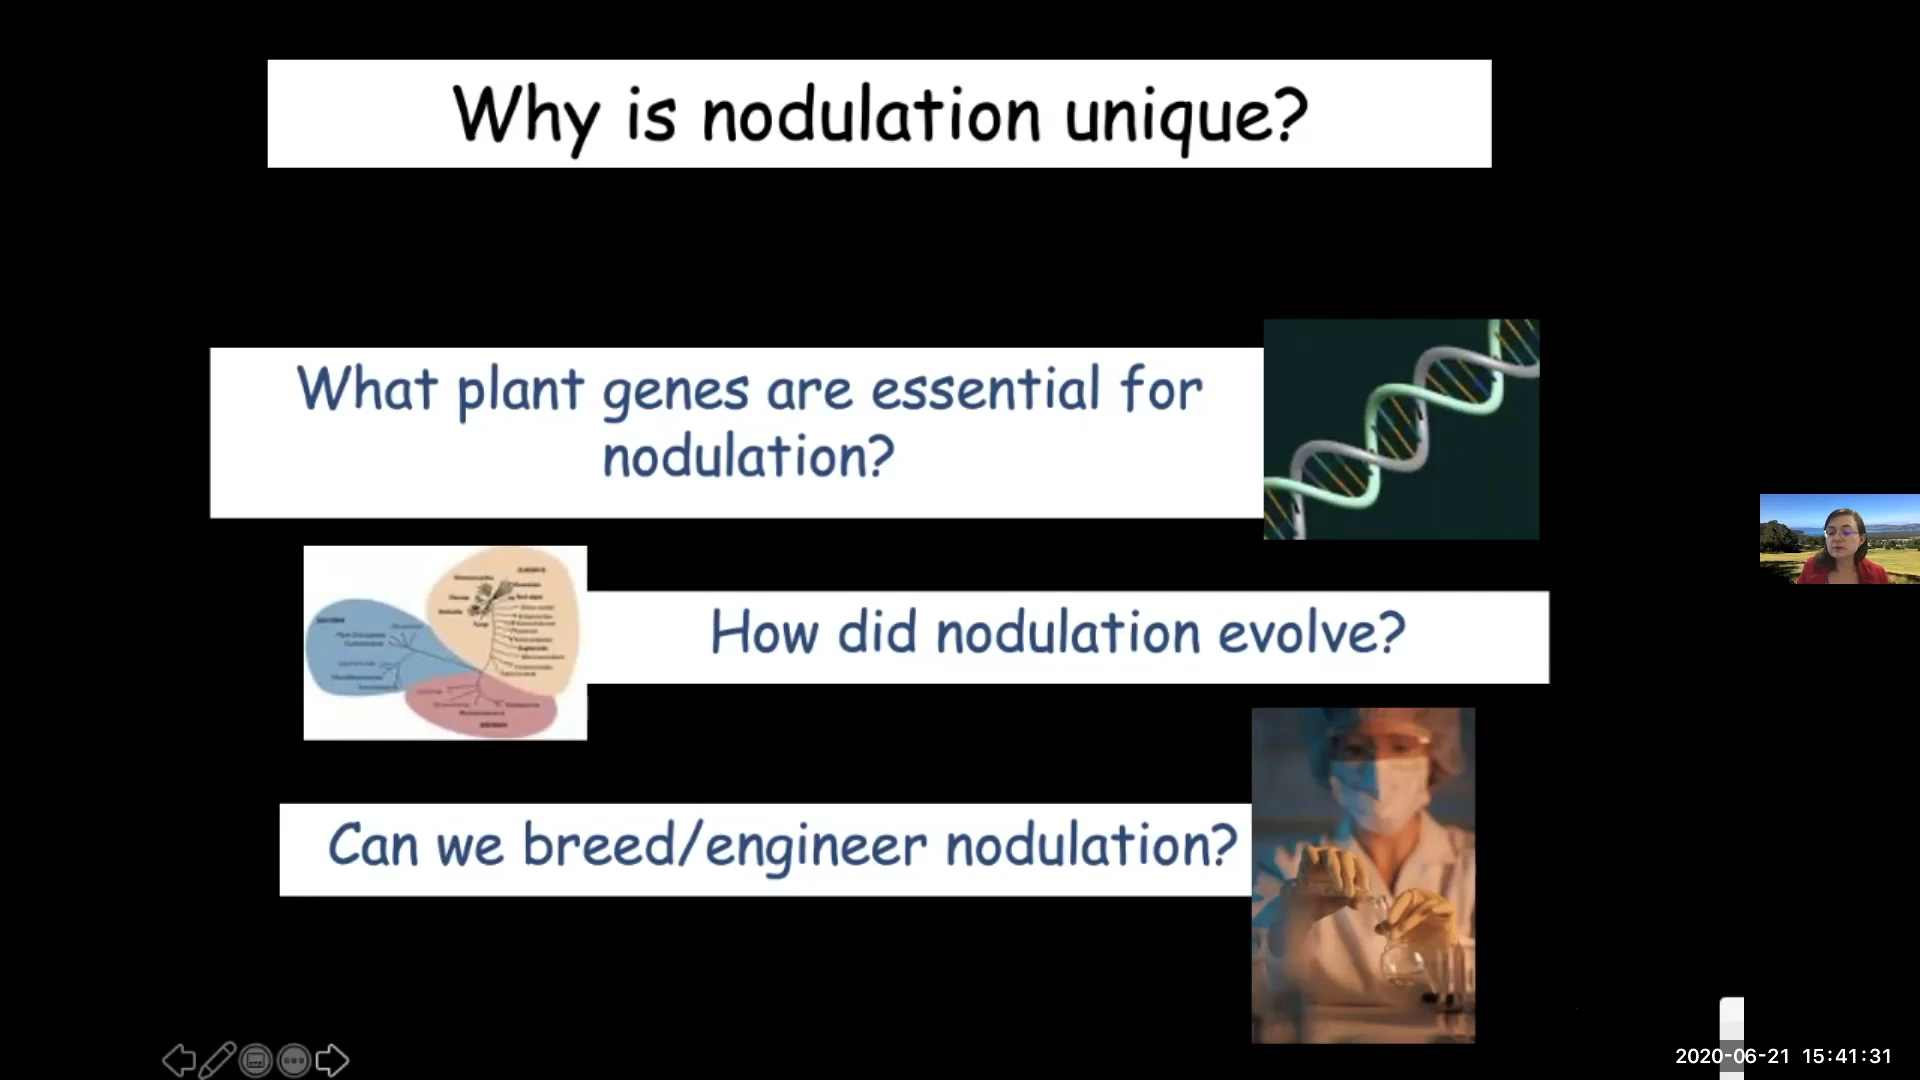 Why is nodulation unique?
What plant genes are essential for
nodulation?
How did nodulation evolve?
Can we breed/engineer nodulation?
2020-06-21 15:41:31